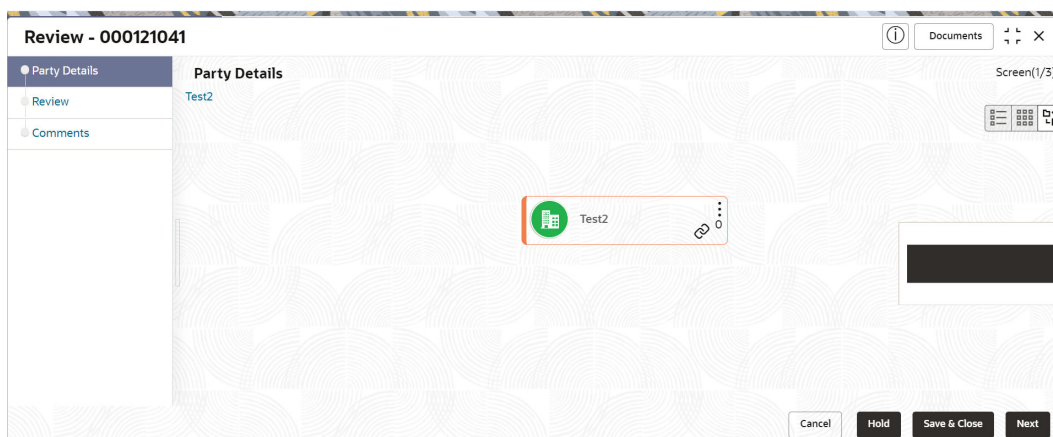 Review - 000121041
Documents
Party Details
Review
Comments
Party Details
Screen(1/3)
Test2
Test2
0
Cancel
Hold
Save & Close
Next